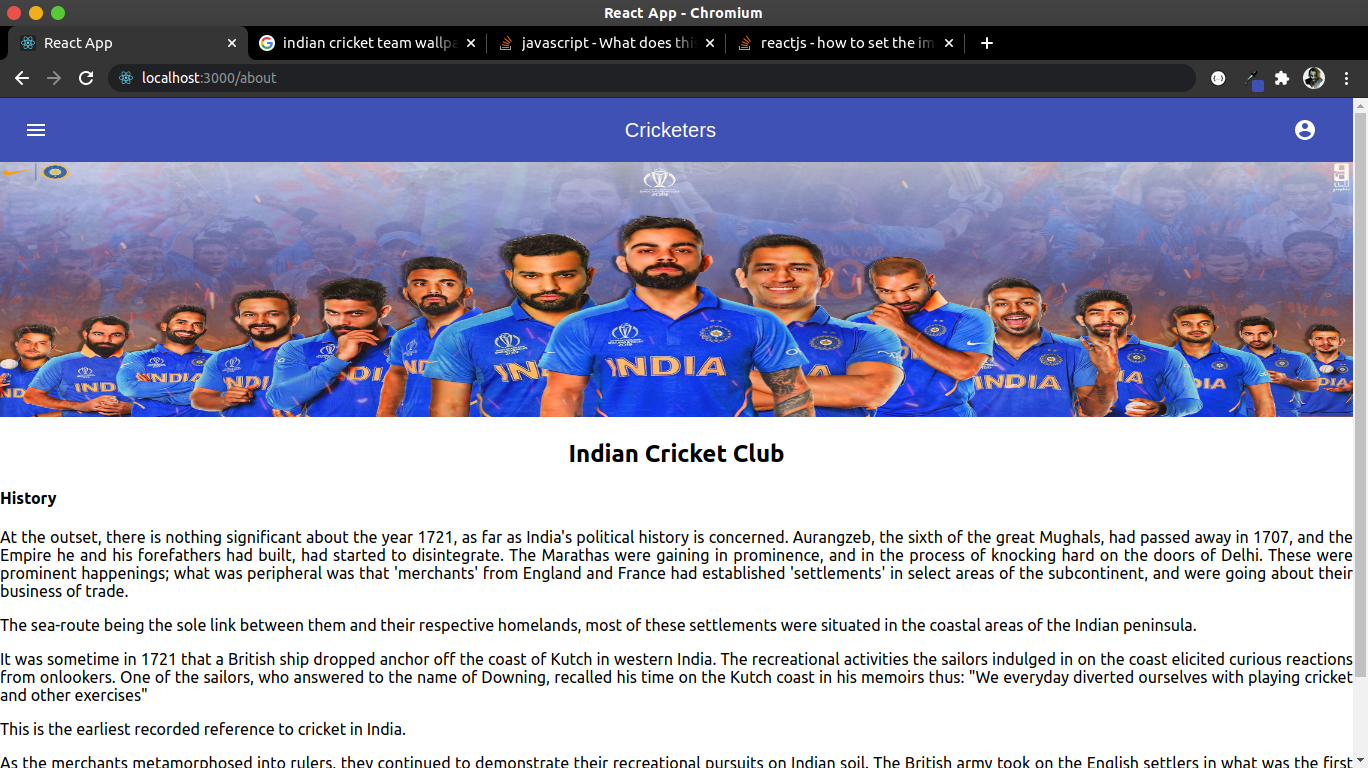 React App - Chromium
React App
indian cricket team wallpa
javascript - What does this
reactjs - how to set the im
localhost:3000/about
Cricketers
INDIA
INDIA
INDIA
INDIA
INDIA
Indian Cricket Club
History
At the outset, there is nothing significant about the year 1721, as far as India's political history is concerned. Aurangzeb, the sixth of the great Mughals, had passed away in 1707, and the
Empire he and his forefathers had built, had started to disintegrate. The Marathas were gaining in prominence, and in the process of knocking hard on the doors of Delhi. These were
prominent happenings; what was peripheral was that 'merchants' from England and France had established 'settlements' in select areas of the subcontinent, and were going about their
business of trade.
The sea-route being the sole link between them and their respective homelands, most of these settlements were situated in the coastal areas of the Indian peninsula.
It was sometime in 1721 that a British ship dropped anchor off the coast of Kutch in western India. The recreational activities the sailors indulged in on the coast elicited curious reactions
from onlookers. One of the sailors, who answered to the name of Downing, recalled his time on the Kutch coast in his memoirs thus: "We everyday diverted ourselves with playing cricket
and other exercises"
This is the earliest recorded reference to cricket in India.
As the merchants metamorphosed into rulers, they continued to demonstrate their recreational pursuits on Indian soil. The British army took on the English settlers in what was the first